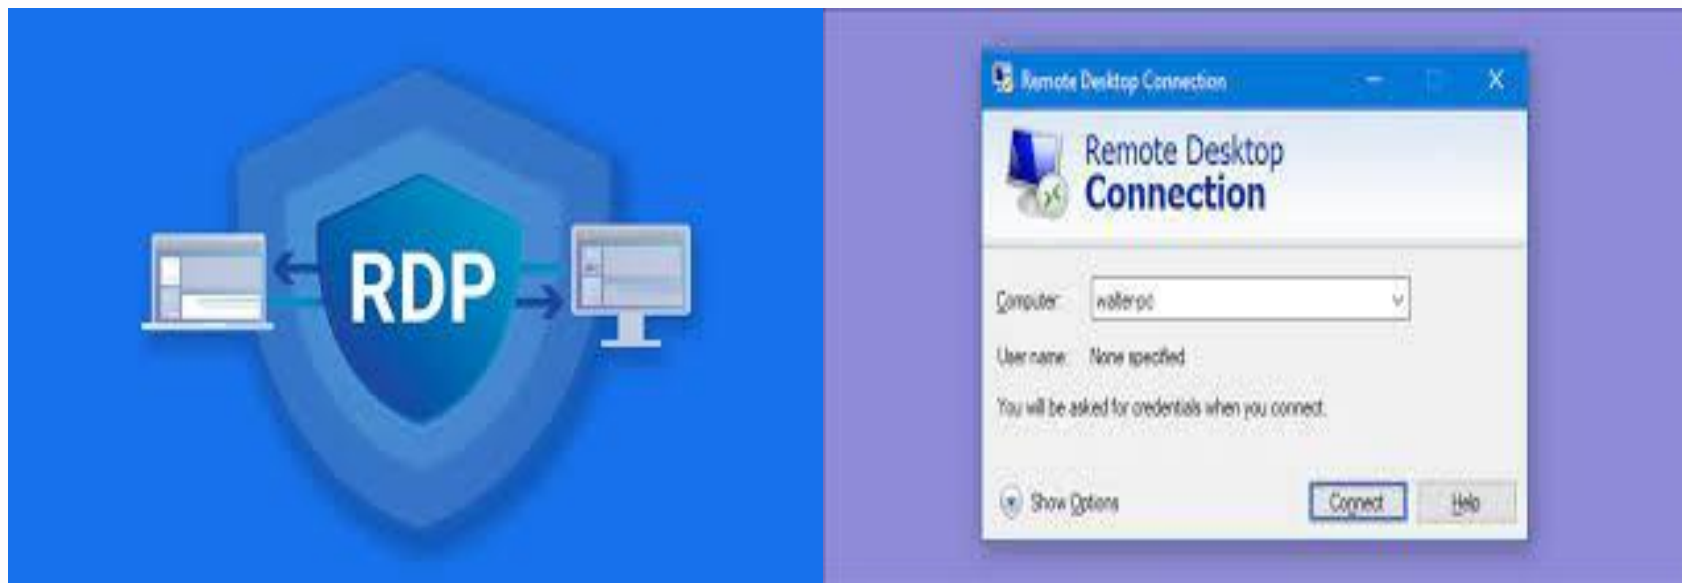 RDP
Remote Desktop Connection
Remote Desktop
Connection
Computer:
walter-pc
User name: None specified
You will be asked for credentials when you connect.
Show Options
Connect
Help